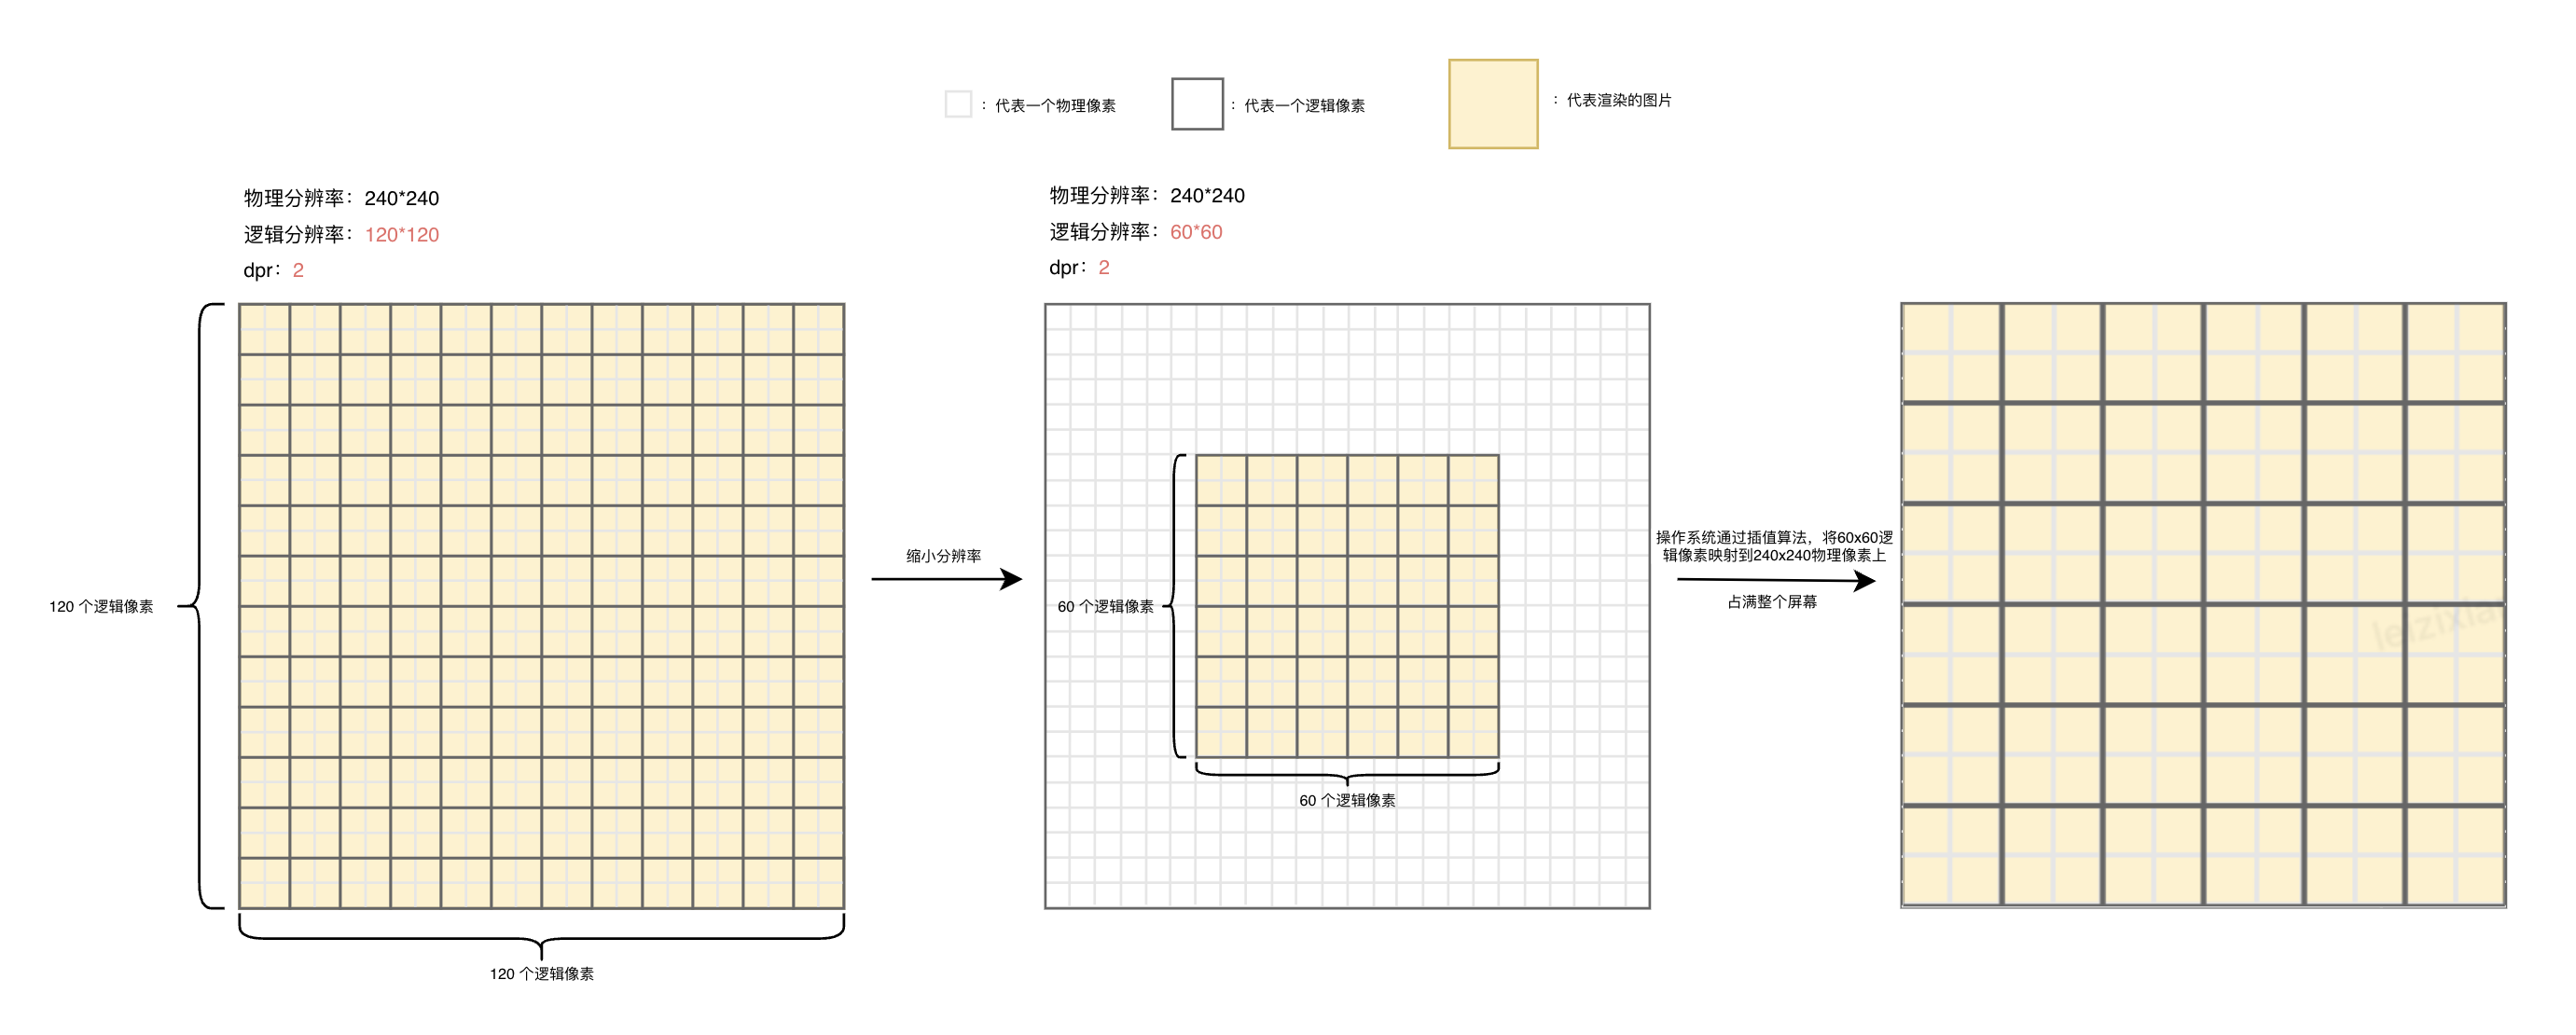 ：代表一个物理像素
：代表一个逻辑像素
：代表渲染的图片
物理分辨率：240*240
逻辑分辨率：120*120
dpr：2
物理分辨率：240*240
逻辑分辨率：60*60
dpr：2
120 个逻辑像素
120 个逻辑像素
缩小分辨率
60 个逻辑像素
60 个逻辑像素
操作系统通过插值算法，将60x60逻
辑像素映射到240x240物理像素上
占满整个屏幕